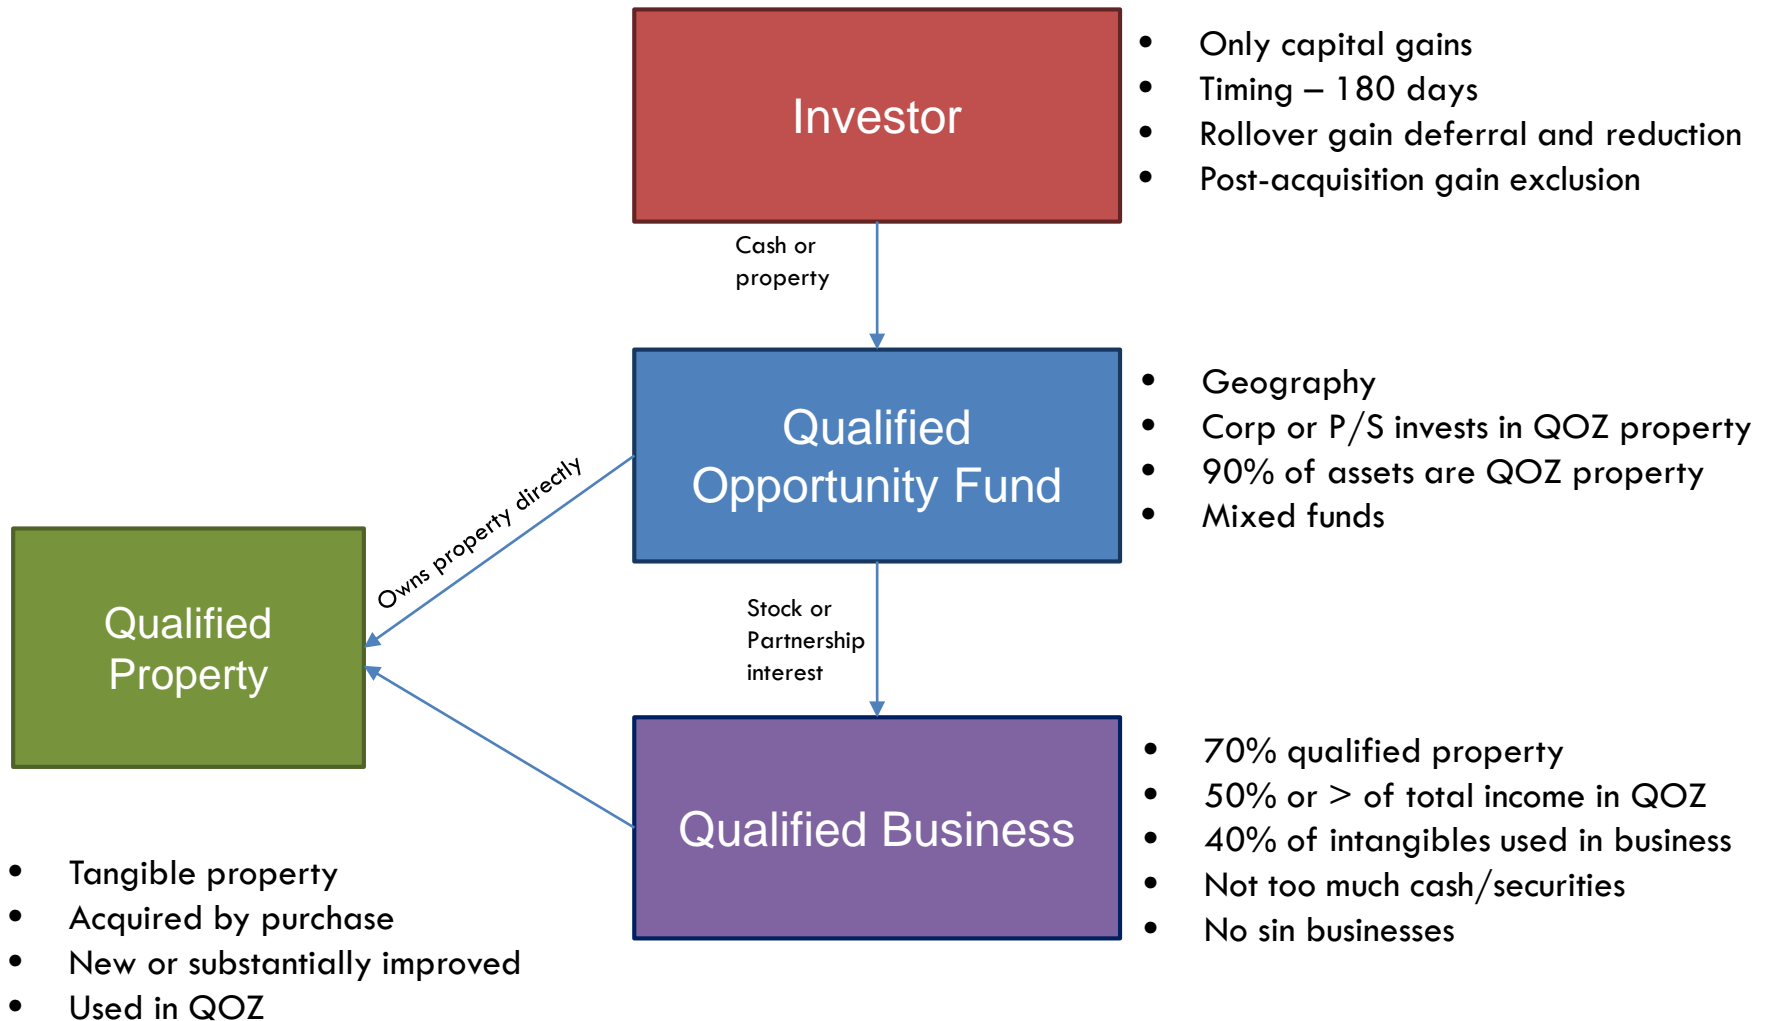 Investor
• Only capital gains
• Timing – 180 days
• Rollover gain deferral and reduction
• Post-acquisition gain exclusion
Cash or
property
Qualified
Opportunity Fund
• Geography
• Corp or P/S invests in QOZ property
• 90% of assets are QOZ property
• Mixed funds
Owns property directly
Qualified
Property
Stock or
Partnership
interest
Qualified Business
• 70% qualified property
• 50% or > of total income in QOZ
• 40% of intangibles used in business
• Not too much cash/securities
• No sin businesses
• Tangible property
• Acquired by purchase
• New or substantially improved
• Used in QOZ